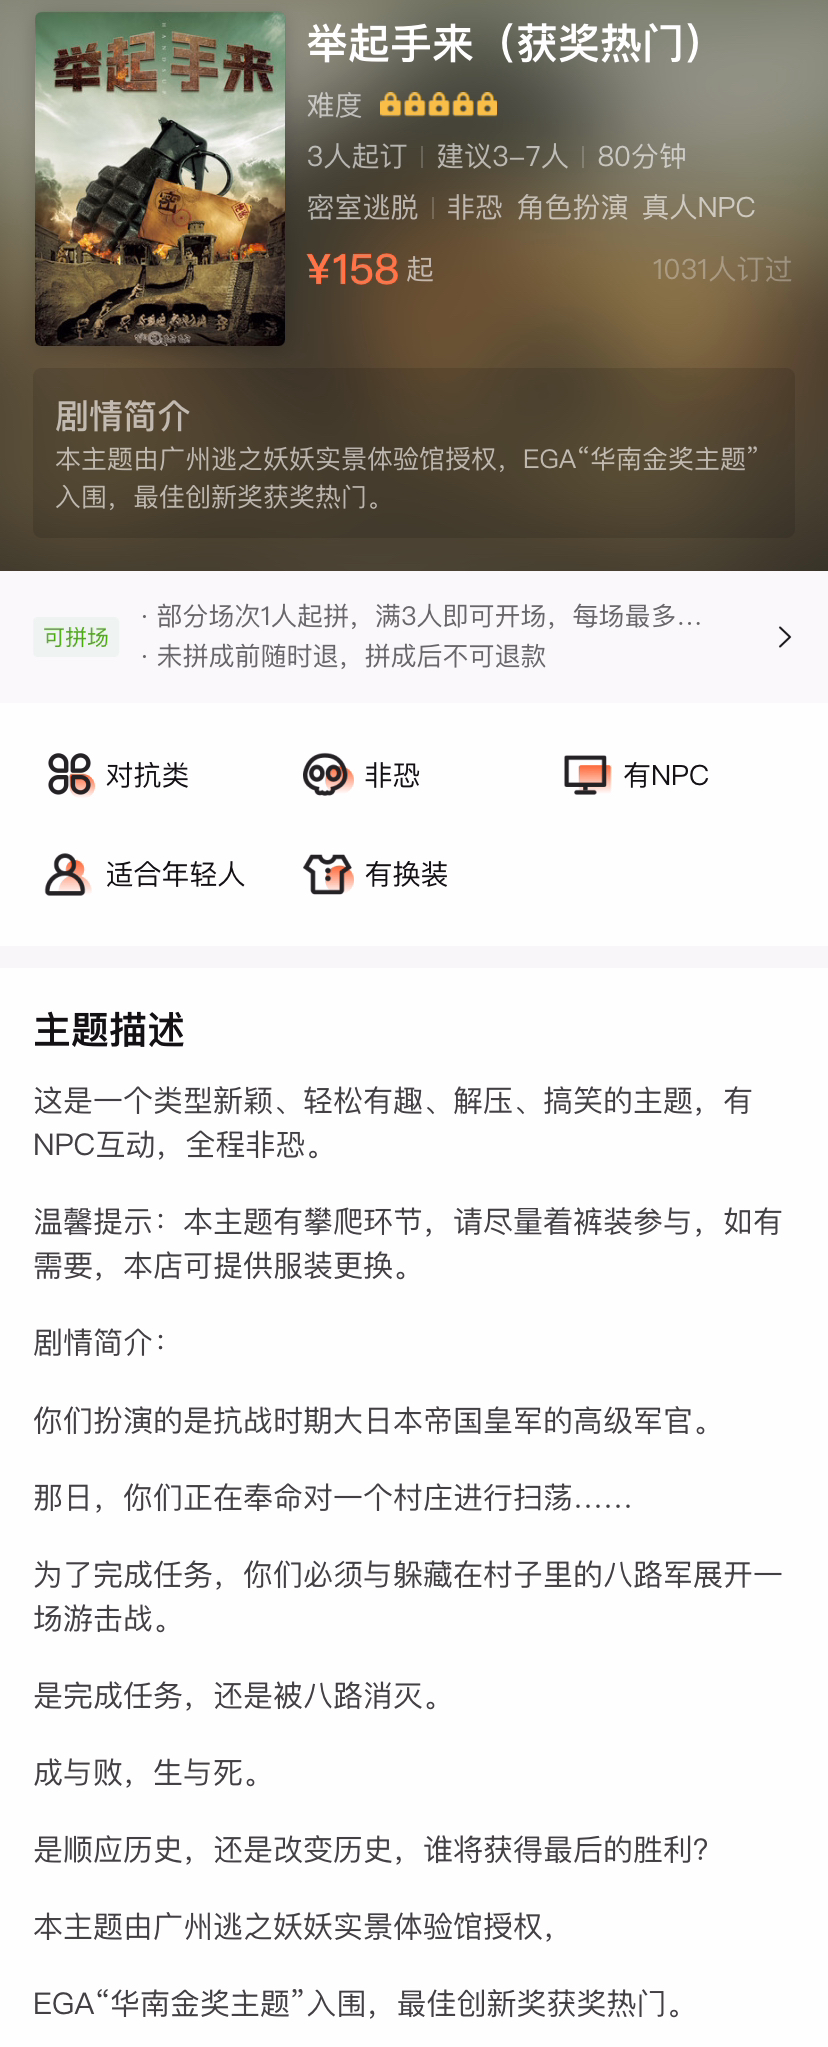 举起手来
举起手来（获奖热门）
难度
3人起订 | 建议3-7人 | 80分钟
密室逃脱 | 非恐 角色扮演 真人NPC
¥158 起 1031人订过
密
剧情简介
本主题由广州逃之妖妖实景体验馆授权，EGA“华南金奖主题”
入围，最佳创新奖获奖热门。
可拼场
· 部分场次1人起拼，满3人即可开场，每场最多...
· 未拼成前随时退，拼成后不可退款
对抗类 非恐 有NPC
适合年轻人 有换装
主题描述
这是一个类型新颖、轻松有趣、解压、搞笑的主题，有
NPC互动，全程非恐。
温馨提示：本主题有攀爬环节，请尽量着裤装参与，如有
需要，本店可提供服装更换。
剧情简介：
你们扮演的是抗战时期大日本帝国皇军的高级军官。
那日，你们正在奉命对一个村庄进行扫荡……
为了完成任务，你们必须与躲藏在村子里的八路军展开一
场游击战。
是完成任务，还是被八路消灭。
成与败，生与死。
是顺应历史，还是改变历史，谁将获得最后的胜利？
本主题由广州逃之妖妖实景体验馆授权，
EGA“华南金奖主题”入围，最佳创新奖获奖热门。